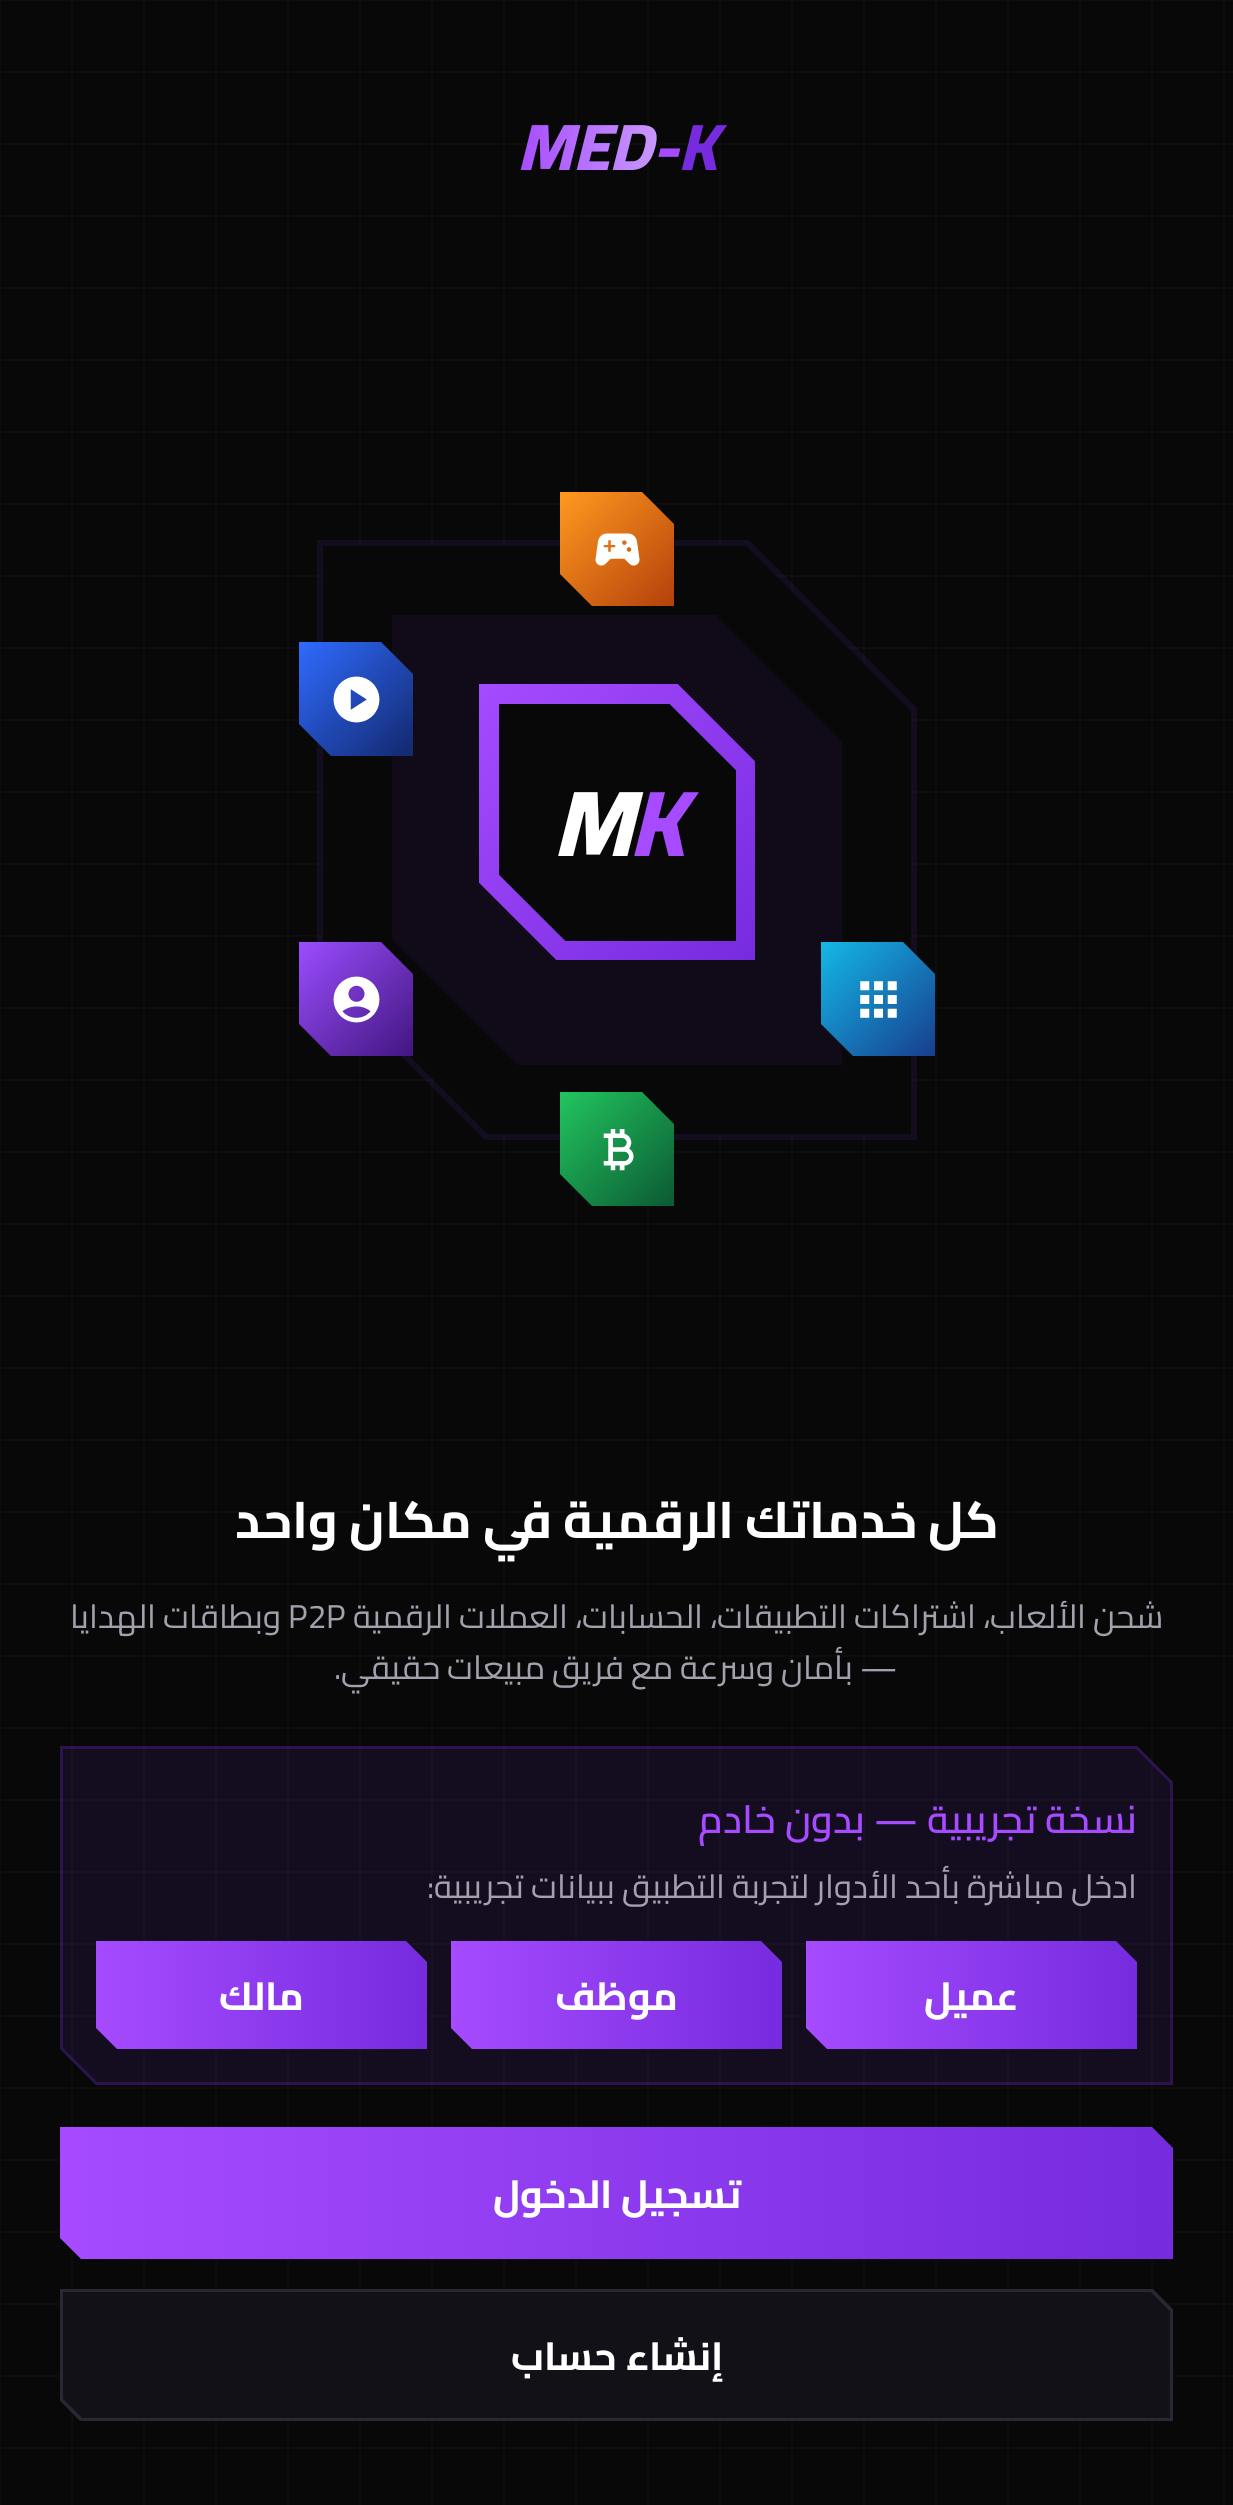 MED-K
MK
كل خدماتك الرقمية في مكان واحد
شحن الألعاب، اشتراكات التطبيقات، الحسابات، العملات الرقمية P2P وبطاقات الهدايا
— بأمان وسرعة مع فريق مبيعات حقيقي.
نسخة تجريبية — بدون خادم
ادخل مباشرة بأحد الأدوار لتجربة التطبيق ببيانات تجريبية:
عميل
موظف
مالك
تسجيل الدخول
إنشاء حساب